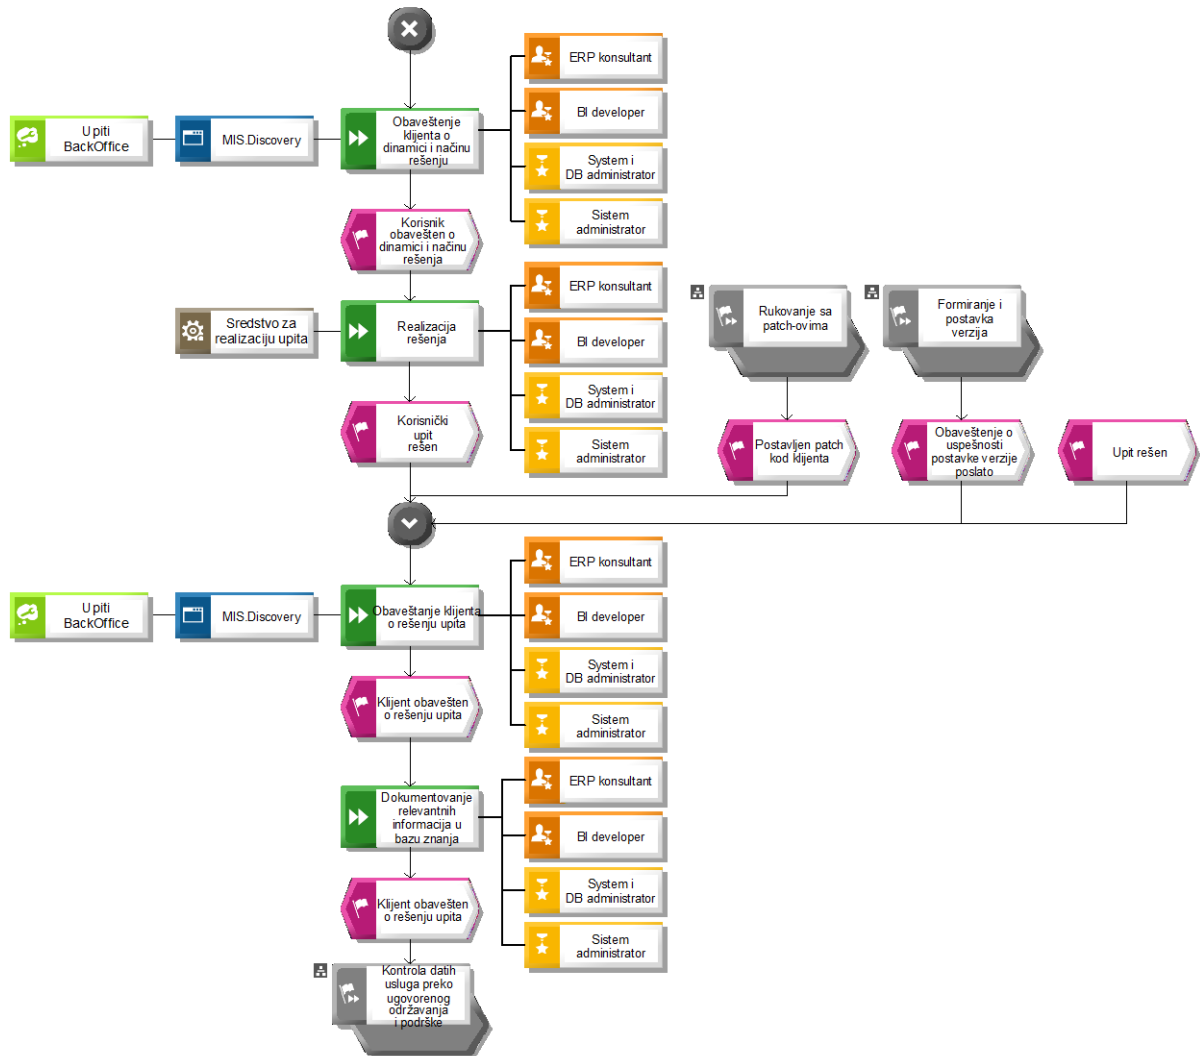 ERP konsultant
BI developer
Upiti
BackOffice
MIS.Discovery
Obaveštenje
klijenta o
dinamici i načinu
rešenju
System i
DB administrator
Sistem
administrator
Korisnik
obavešten o
dinamici i načinu
rešenja
ERP konsultant
Sredstvo za
realizaciju upita
Realizacija
rešenja
BI developer
Rukovanje sa
patch-ovima
Formiranje i
postavka
verzija
System i
DB administrator
Korisnički
upit
rešen
Sistem
administrator
Postavljen patch
kod klijenta
Obaveštenje o
uspešnosti
postavke verzije
poslato
Upit rešen
ERP konsultant
Upiti
BackOffice
MIS.Discovery
Obaveštanje klijenta
o rešenju upita
BI developer
System i
DB administrator
Klijent obavešten
o rešenju upita
Sistem
administrator
ERP konsultant
Dokumentovanje
relevantnih
informacija u
bazu znanja
BI developer
System i
DB administrator
Klijent obavešten
o rešenju upita
Sistem
administrator
Kontrola datih
usluga preko
ugovorenog
održavanja
i podrške